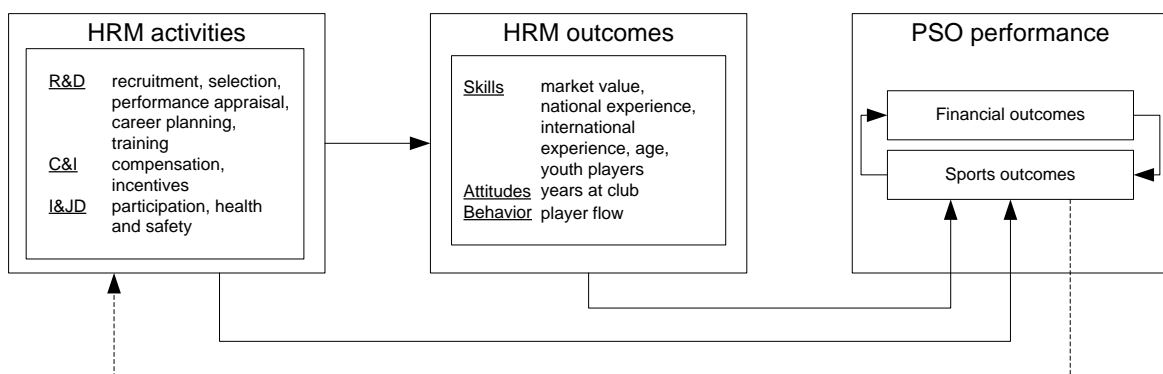 HRM activities
R&D recruitment, selection,
performance appraisal,
career planning,
training
C&I compensation,
incentives
I&JD participation, health
and safety
HRM outcomes
Skills market value,
national experience,
international
experience, age,
youth players
Attitudes years at club
Behavior player flow
PSO performance
Financial outcomes
Sports outcomes